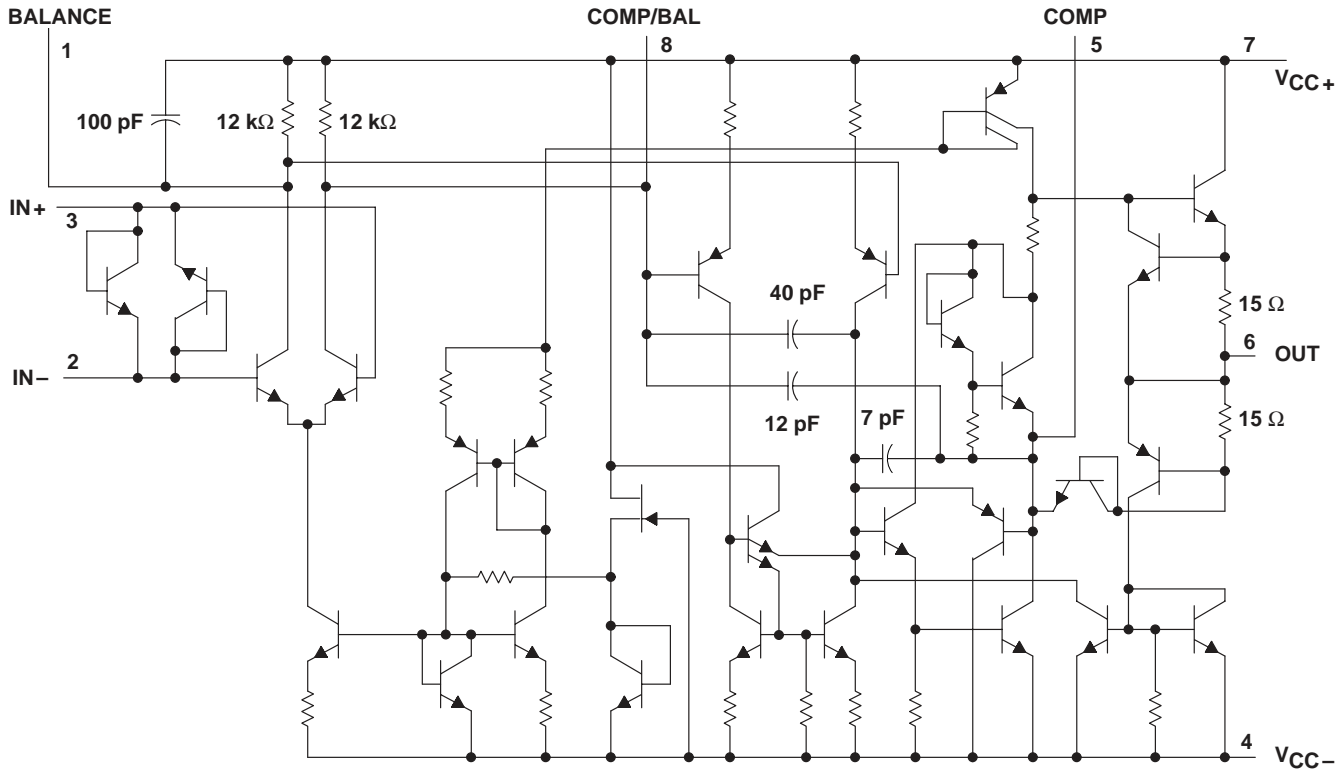 BALANCE
COMP/BAL
COMP
1
8
5
7
VCC+
100 pF
12 kΩ
12 kΩ
IN+
3
40 pF
15 Ω
6
OUT
2
IN−
12 pF
7 pF
15 Ω
4
VCC−